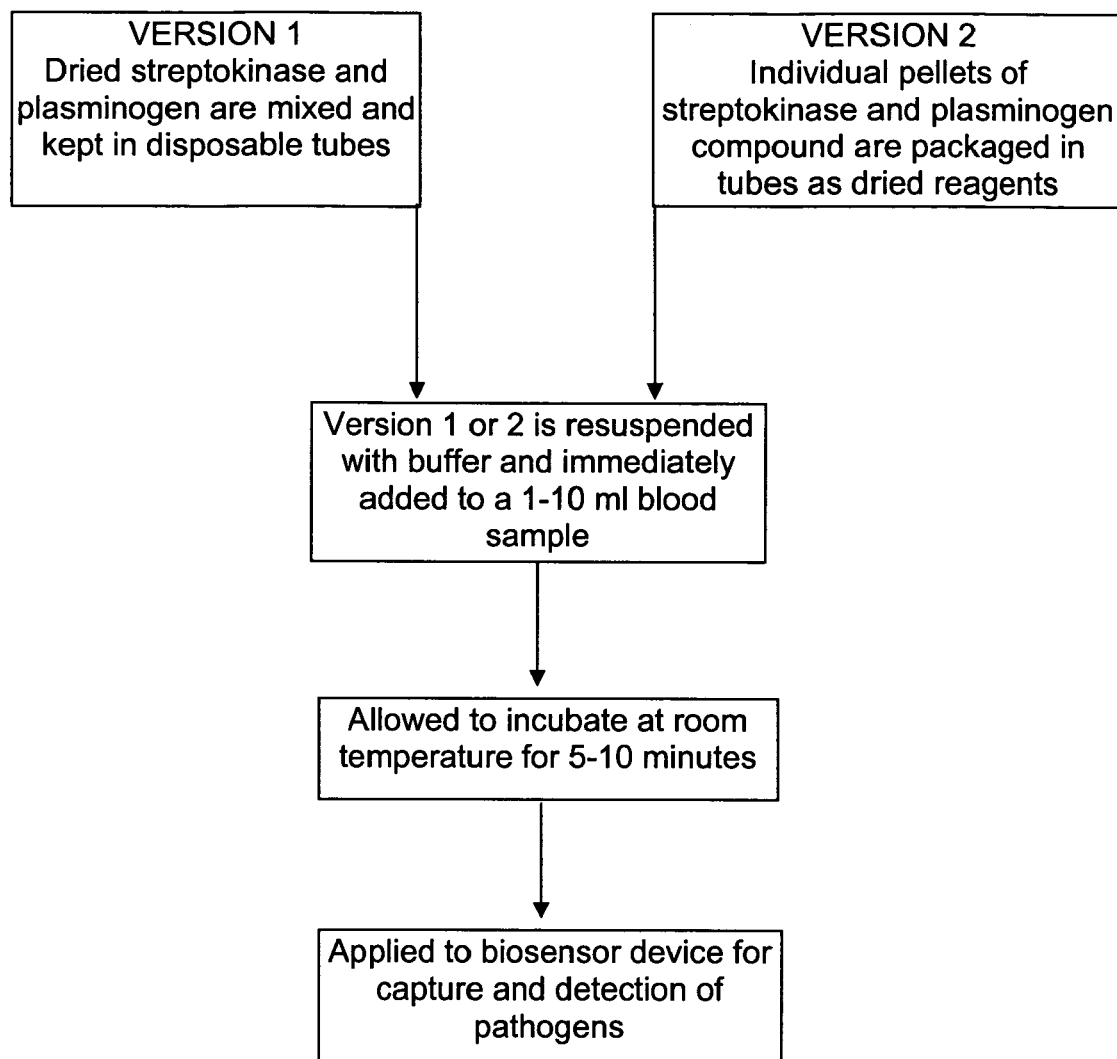 VERSION 1
Dried streptokinase and
plasminogen are mixed and
kept in disposable tubes
VERSION 2
Individual pellets of
streptokinase and plasminogen
compound are packaged in
tubes as dried reagents
Version 1 or 2 is resuspended
with buffer and immediately
added to a 1-10 ml blood
sample
Allowed to incubate at room
temperature for 5-10 minutes
Applied to biosensor device for
capture and detection of
pathogens